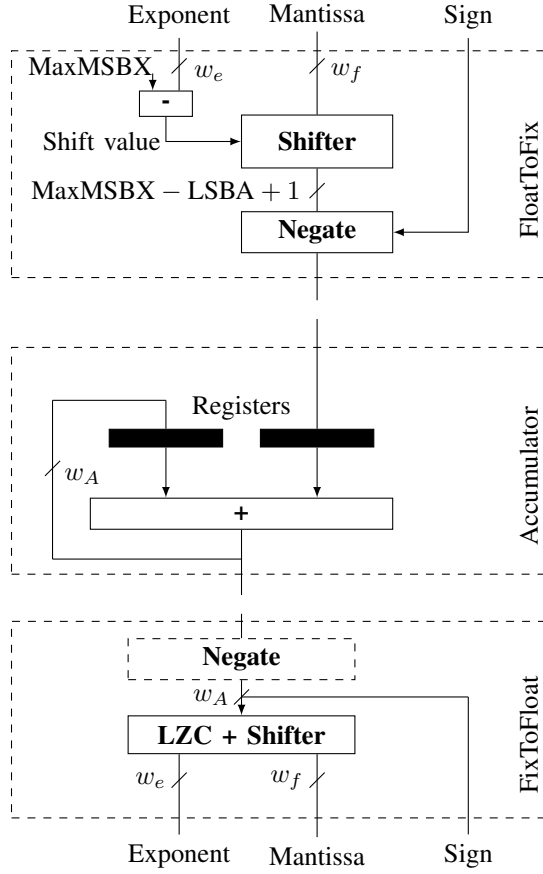 Exponent Mantissa Sign
MaxMSBX
w_e w_f
-
Shift value
Shifter
MaxMSBX − LSBA + 1
Negate
FloatToFix
Registers
w_A
+
Accumulator
Negate
w_A
LZC + Shifter
w_e w_f
FixToFloat
Exponent Mantissa Sign